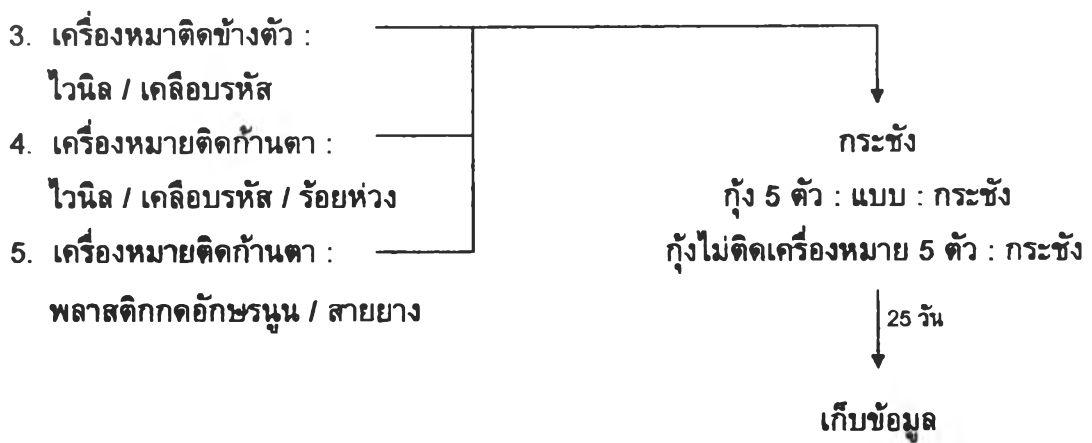 3. เครื่องหมาติดข้างตัว :
ไวนิล / เคลือบรหัส
4. เครื่องหมายติดก้านตา :
ไวนิล / เคลือบรหัส / ร้อยห่วง
5. เครื่องหมายติดก้านตา :
พลาสติกกดอักษรนูน / สายยาง
กระชัง
กุ้ง 5 ตัว : แบบ : กระชัง
กุ้งไม่ติดเครื่องหมาย 5 ตัว : กระชัง
25 วัน
เก็บข้อมูล